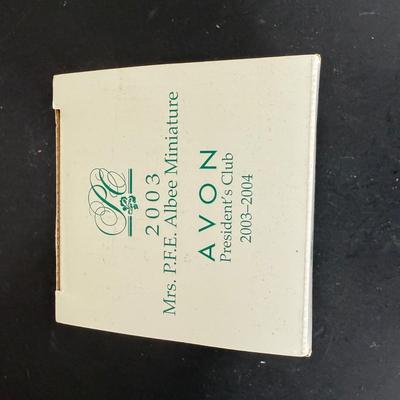 PC
2003
Mrs. P.F.E. Albee Miniature
AVON
President's Club
2003–2004